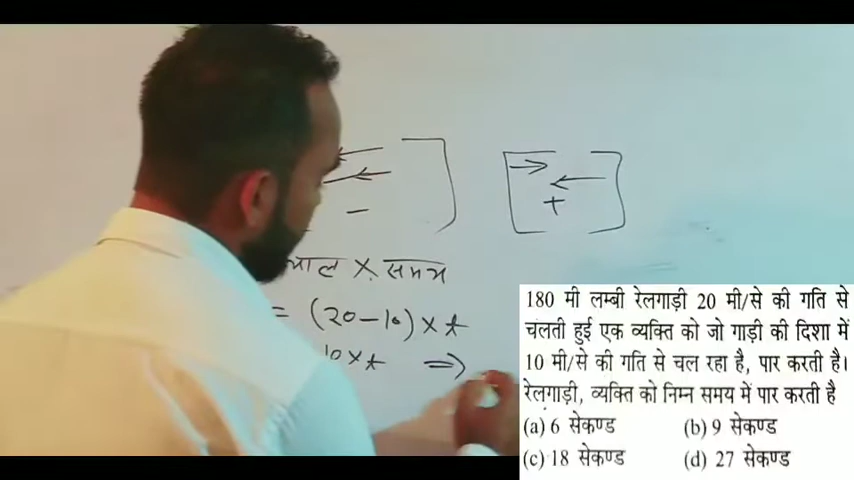 -
+
चाल × समय
= (20-10) × t
10 × t ⇒
180 मी लम्बी रेलगाड़ी 20 मी/से की गति से
चलती हुई एक व्यक्ति को जो गाड़ी की दिशा में
10 मी/से की गति से चल रहा है, पार करती है।
रेलगाड़ी, व्यक्ति को निम्न समय में पार करती है
(a) 6 सेकण्ड (b) 9 सेकण्ड
(c) 18 सेकण्ड (d) 27 सेकण्ड